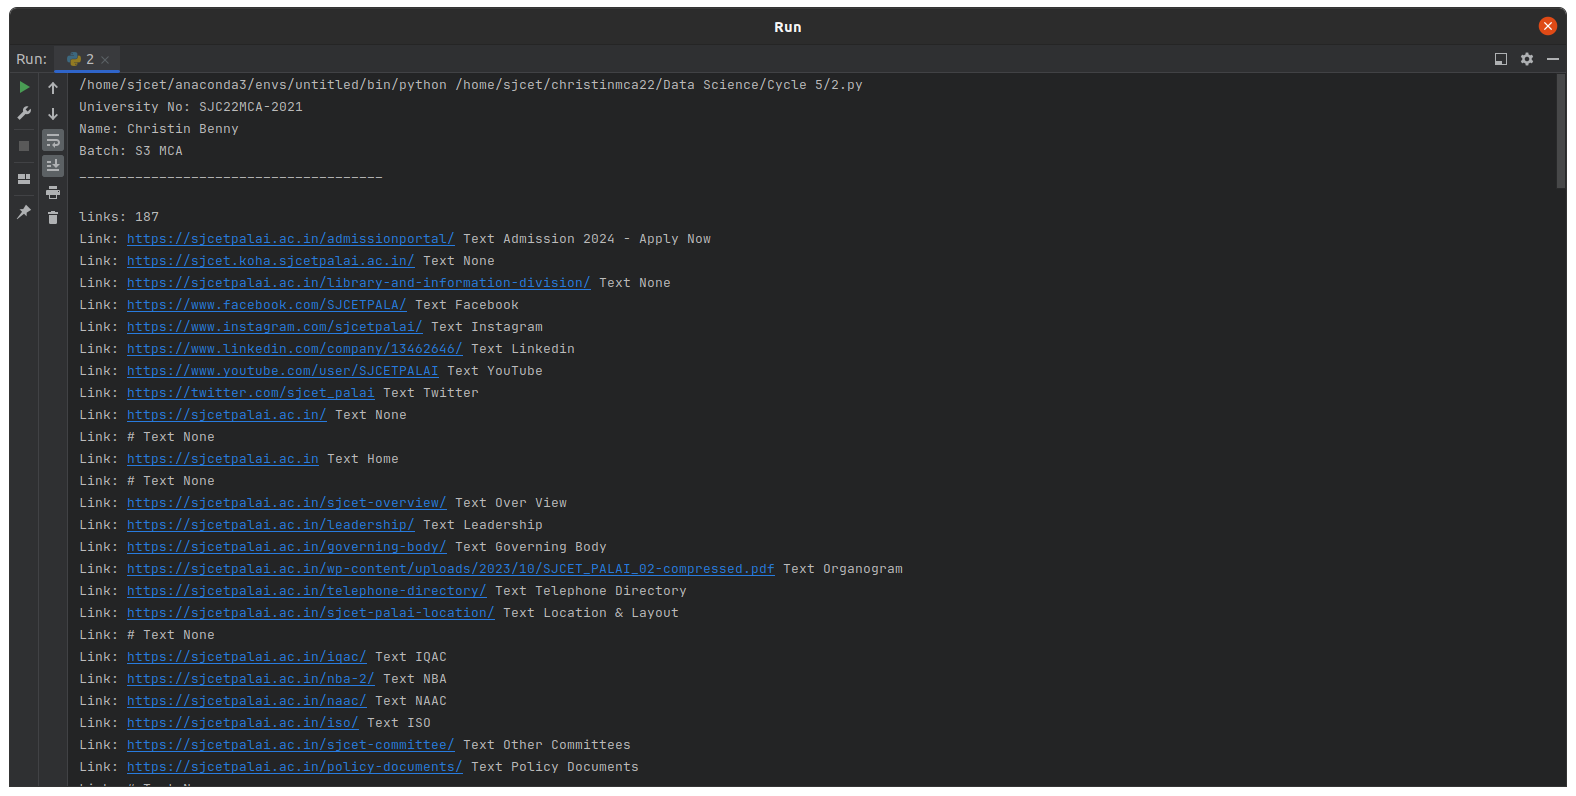 Run
Run: 2
/home/sjcet/anaconda3/envs/untitled/bin/python /home/sjcet/christinmca22/Data Science/Cycle 5/2.py
University No: SJC22MCA-2021
Name: Christin Benny
Batch: S3 MCA
--------------------------------------
links: 187
Link: https://sjcetpalai.ac.in/admissionportal/ Text Admission 2024 - Apply Now
Link: https://sjcet.koha.sjcetpalai.ac.in/ Text None
Link: https://sjcetpalai.ac.in/library-and-information-division/ Text None
Link: https://www.facebook.com/SJCETPALA/ Text Facebook
Link: https://www.instagram.com/sjcetpalai/ Text Instagram
Link: https://www.linkedin.com/company/13462646/ Text Linkedin
Link: https://www.youtube.com/user/SJCETPALAI Text YouTube
Link: https://twitter.com/sjcet_palai Text Twitter
Link: https://sjcetpalai.ac.in/ Text None
Link: # Text None
Link: https://sjcetpalai.ac.in Text Home
Link: # Text None
Link: https://sjcetpalai.ac.in/sjcet-overview/ Text Over View
Link: https://sjcetpalai.ac.in/leadership/ Text Leadership
Link: https://sjcetpalai.ac.in/governing-body/ Text Governing Body
Link: https://sjcetpalai.ac.in/wp-content/uploads/2023/10/SJCET_PALAI_02-compressed.pdf Text Organogram
Link: https://sjcetpalai.ac.in/telephone-directory/ Text Telephone Directory
Link: https://sjcetpalai.ac.in/sjcet-palai-location/ Text Location & Layout
Link: # Text None
Link: https://sjcetpalai.ac.in/iqac/ Text IQAC
Link: https://sjcetpalai.ac.in/nba-2/ Text NBA
Link: https://sjcetpalai.ac.in/naac/ Text NAAC
Link: https://sjcetpalai.ac.in/iso/ Text ISO
Link: https://sjcetpalai.ac.in/sjcet-committee/ Text Other Committees
Link: https://sjcetpalai.ac.in/policy-documents/ Text Policy Documents